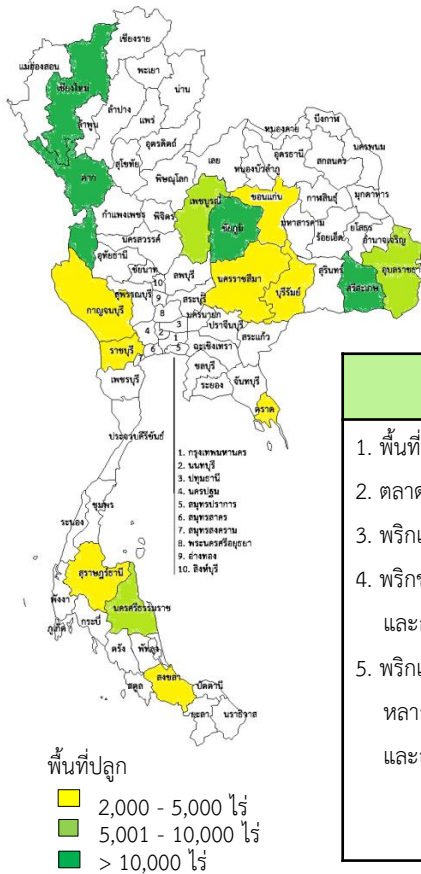 เชียงราย
แม่ฮ่องสอน
พะเยา
เชียงใหม่
น่าน
ลำปาง
ลำพูน
แพร่
บึงกาฬ
หนองคาย
อุตรดิตถ์
เลย
อุดรธานี
นครพนม
สุโขทัย
หนองบัวลำภู
สกลนคร
ตาก
พิษณุโลก
เพชรบูรณ์
ขอนแก่น
กาฬสินธุ์
มุกดาหาร
กำแพงเพชร
พิจิตร
ชัยภูมิ
มหาสารคาม
ร้อยเอ็ด
ยโสธร
อำนาจเจริญ
นครสวรรค์
อุทัยธานี
ชัยนาท
ลพบุรี
นครราชสีมา
บุรีรัมย์
สุรินทร์
ศรีสะเกษ
อุบลราชธานี
10
สุพรรณบุรี
9
สระบุรี
กาญจนบุรี
8
นครนายก
4
2
3
ปราจีนบุรี
1
สระแก้ว
ราชบุรี
6
5
ฉะเชิงเทรา
ชลบุรี
เพชรบุรี
ระยอง
จันทบุรี
ตราด
ประจวบคีรีขันธ์
1. กรุงเทพมหานคร
2. นนทบุรี
3. ปทุมธานี
4. นครปฐม
5. สมุทรปราการ
6. สมุทรสาคร
7. สมุทรสงคราม
8. พระนครศรีอยุธยา
9. อ่างทอง
10. สิงห์บุรี
ชุมพร
ระนอง
สุราษฎร์ธานี
พังงา
นครศรีธรรมราช
ภูเก็ต
กระบี่
ตรัง
พัทลุง
สตูล
สงขลา
ปัตตานี
ยะลา
นราธิวาส
1. พื้นที่
2. ตลาด
3. พริกเ
4. พริกข
และ
5. พริกเ
หลา
และ
พื้นที่ปลูก
2,000 - 5,000 ไร่
5,001 - 10,000 ไร่
> 10,000 ไร่